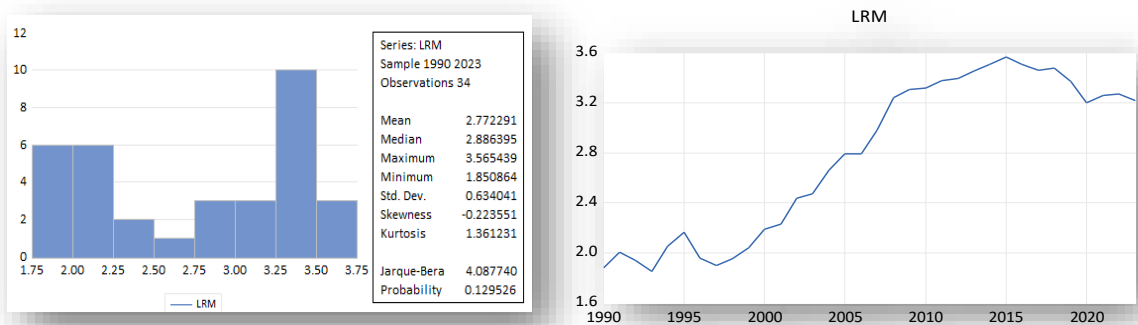 12
10
8
6
4
2
0
1.75 2.00 2.25 2.50 2.75 3.00 3.25 3.50 3.75
LRM
Series: LRM
Sample 1990 2023
Observations 34
Mean 2.772291
Median 2.886395
Maximum 3.565439
Minimum 1.850864
Std. Dev. 0.634041
Skewness -0.223551
Kurtosis 1.361231
Jarque-Bera 4.087740
Probability 0.129526
LRM
3.6
3.2
2.8
2.4
2.0
1.6
1990 1995 2000 2005 2010 2015 2020